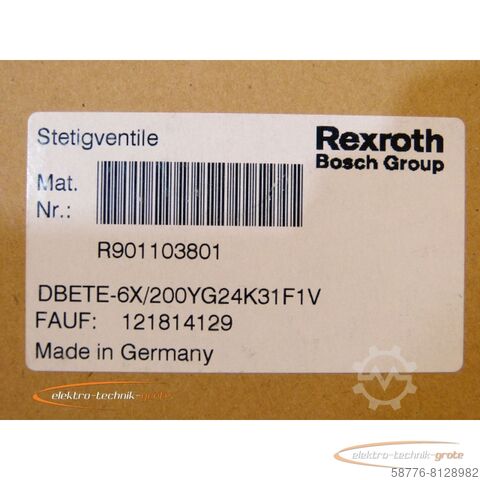 Stetigventile
Rexroth
Bosch Group
Mat.
Nr.:
R901103801
DBETE-6X/200YG24K31F1V
FAUF: 121814129
Made in Germany
elektro-technik-grote
elektro-technik-grote
58776-8128982